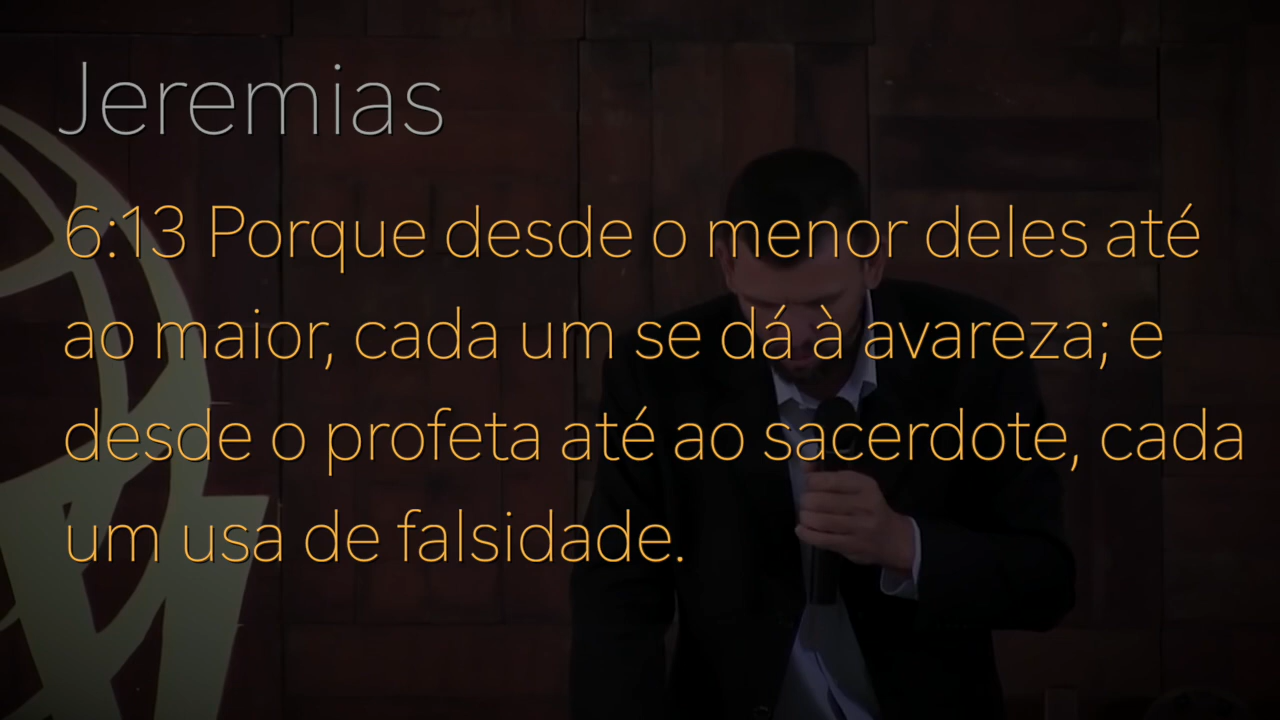 Jeremias
6:13 Porque desde o menor deles até
ao maior, cada um se dá à avareza; e
desde o profeta até ao sacerdote, cada
um usa de falsidade.